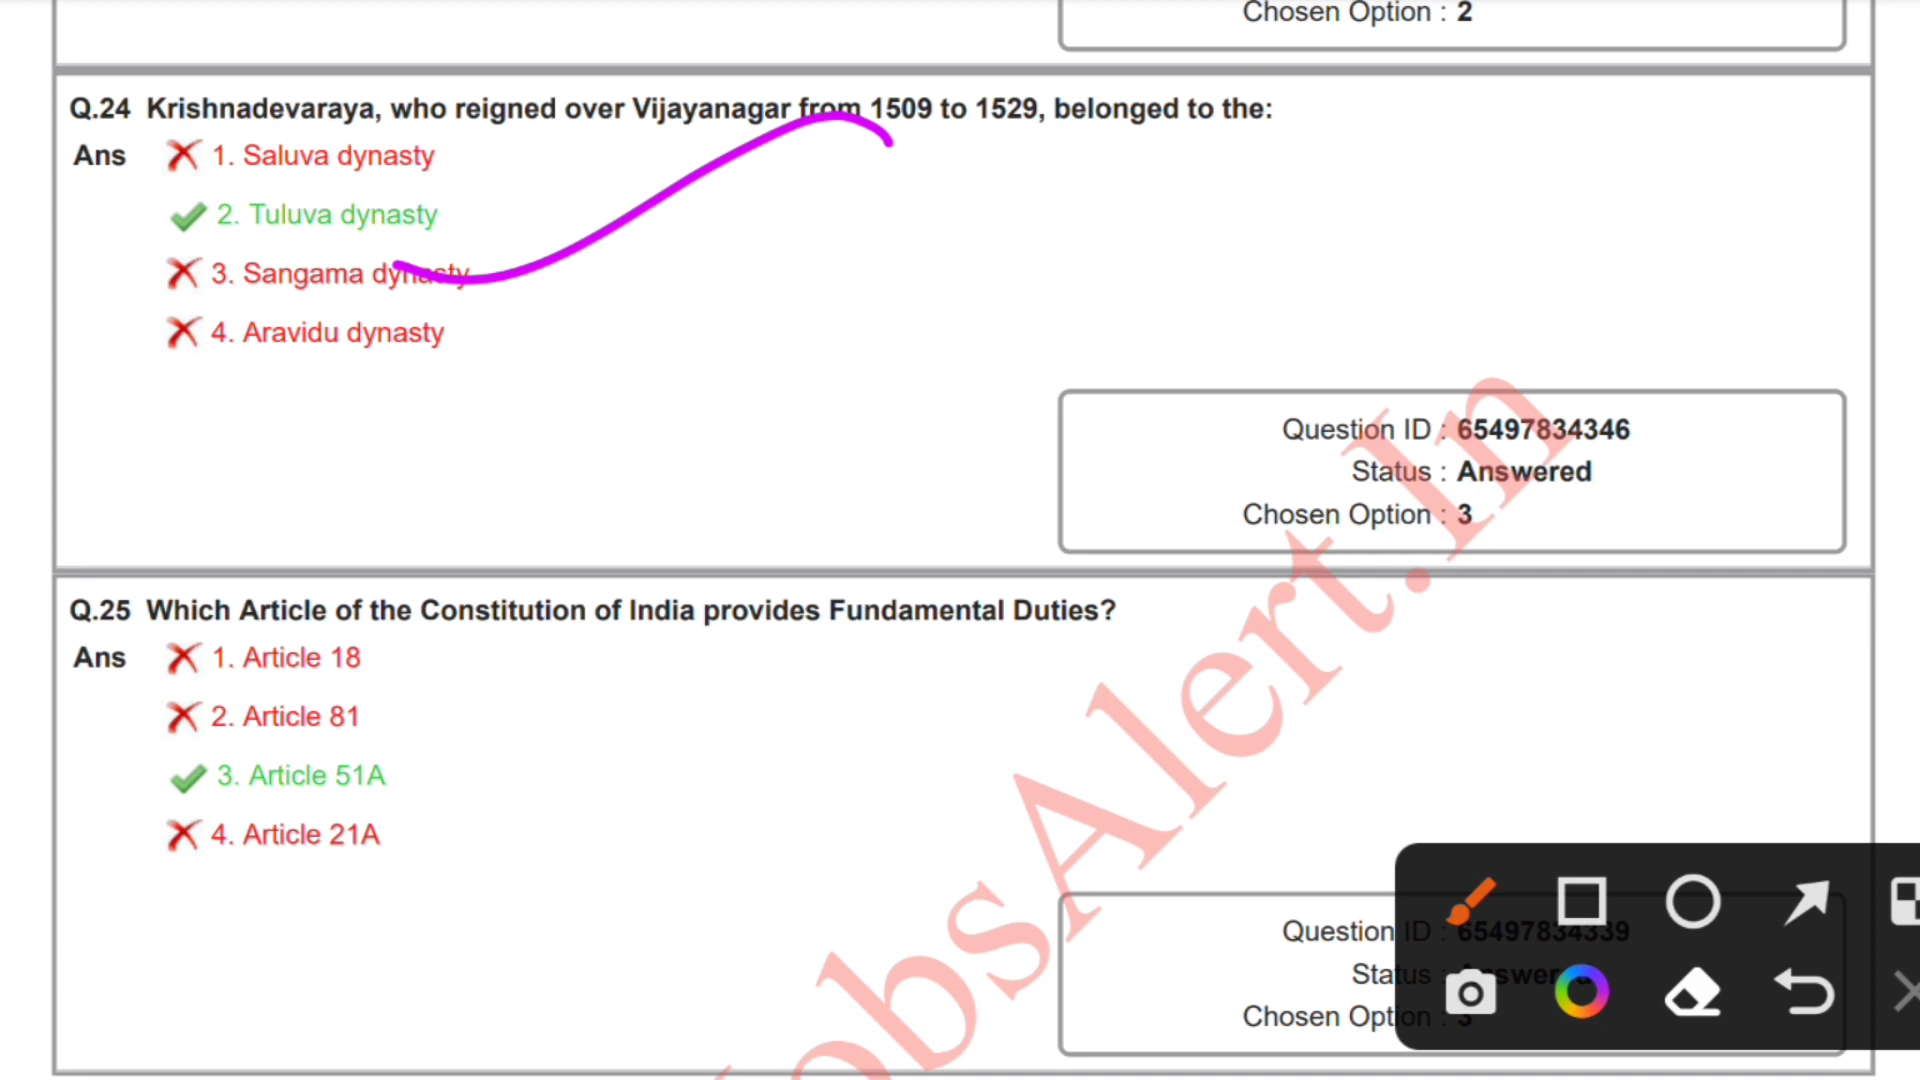 Chosen Option : 2
Q.24 Krishnadevaraya, who reigned over Vijayanagar from 1509 to 1529, belonged to the:
Ans 1. Saluva dynasty
2. Tuluva dynasty
3. Sangama dynasty
4. Aravidu dynasty
Question ID : 65497834346
Status : Answered
Chosen Option : 3
Q.25 Which Article of the Constitution of India provides Fundamental Duties?
Ans 1. Article 18
2. Article 81
3. Article 51A
4. Article 21A
Question ID : 65497834339
Status : Answered
Chosen Option : 3
JobsAlert.In